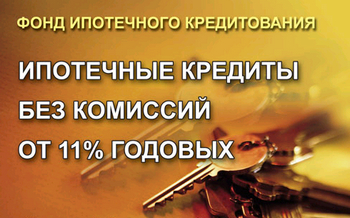 ФОНД ИПОТЕЧНОГО КРЕДИТОВАНИЯ
ИПОТЕЧНЫЕ КРЕДИТЫ
БЕЗ КОМИССИЙ
ОТ 11% ГОДОВЫХ